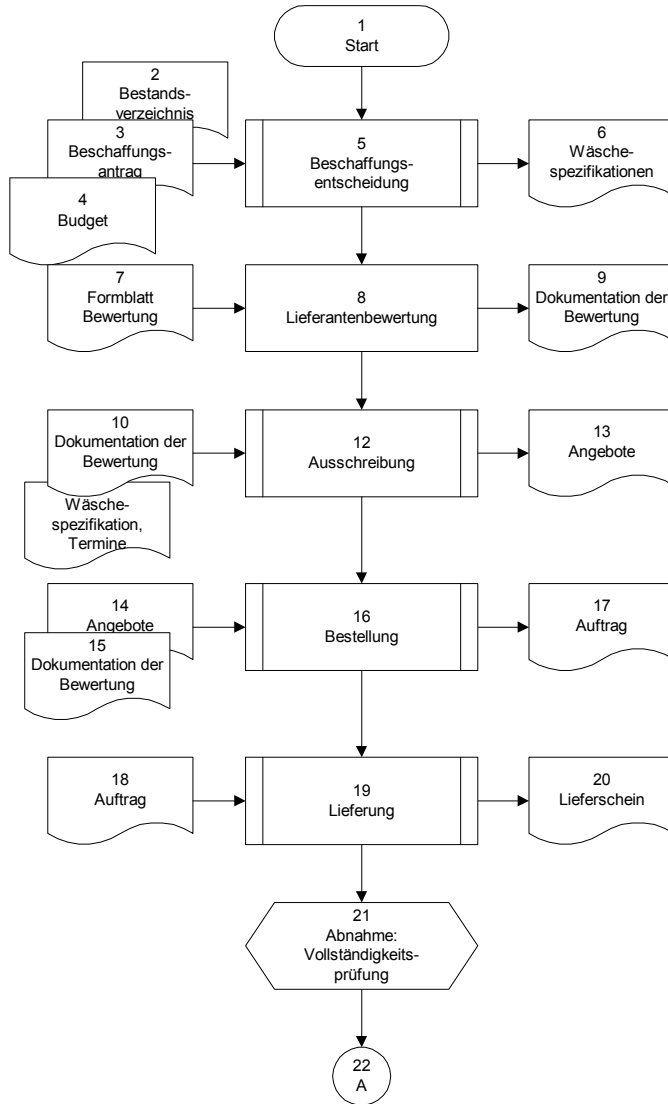 1
Start
2
Bestands-
verzeichnis
3
Beschaffungs-
antrag
4
Budget
5
Beschaffungs-
entscheidung
6
Wäsche-
spezifikationen
7
Formblatt
Bewertung
8
Lieferantenbewertung
9
Dokumentation der
Bewertung
10
Dokumentation der
Bewertung
Wäsche-
spezifikation,
Termine
12
Ausschreibung
13
Angebote
14
Angebote
15
Dokumentation der
Bewertung
16
Bestellung
17
Auftrag
18
Auftrag
19
Lieferung
20
Lieferschein
21
Abnahme:
Vollständigkeits-
prüfung
22
A